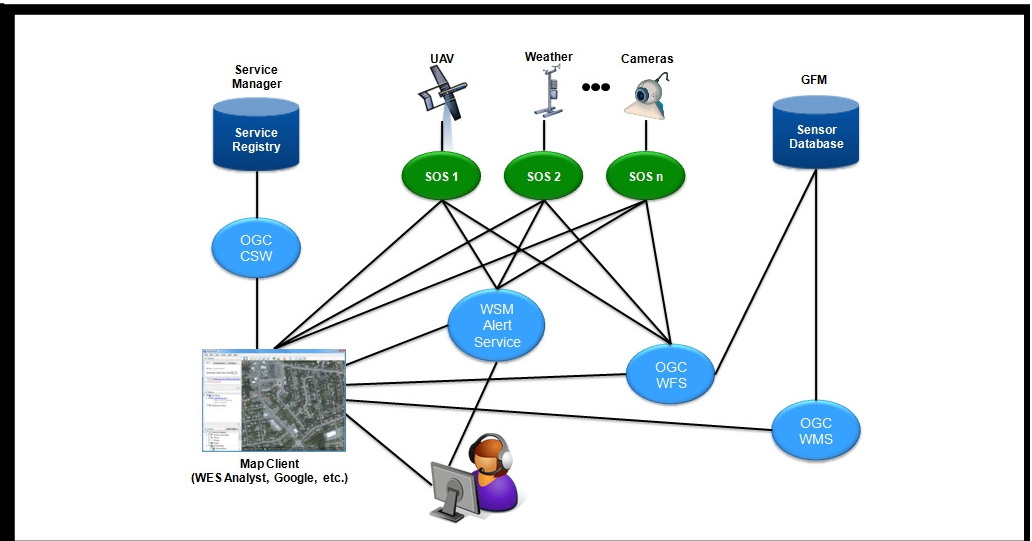 UAV
Weather
Cameras
Service
Manager
GFM
Service
Registry
Sensor
Database
SOS 1
SOS 2
SOS n
OGC
CSW
WSM
Alert
Service
OGC
WFS
OGC
WMS
Map Client
(WES Analyst, Google, etc.)